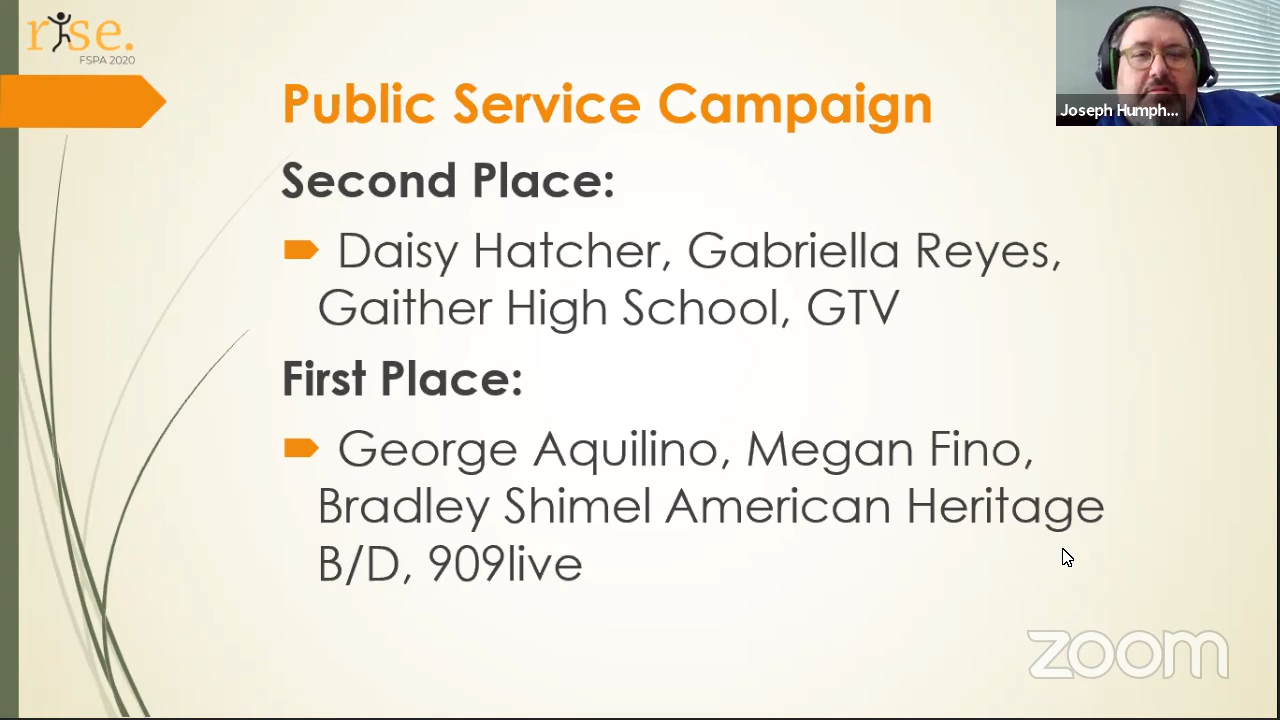 rise.
FSPA 2020
Joseph Humph...
Public Service Campaign
Second Place:
Daisy Hatcher, Gabriella Reyes,
Gaither High School, GTV
First Place:
George Aquilino, Megan Fino,
Bradley Shimel American Heritage
B/D, 909live
zoom